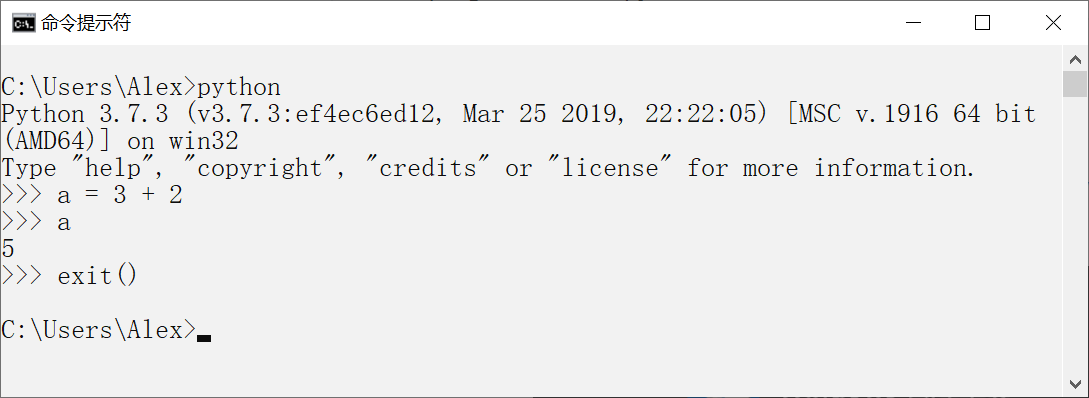 命令提示符
C:\Users\Alex>python
Python 3.7.3 (v3.7.3:ef4ec6ed12, Mar 25 2019, 22:22:05) [MSC v.1916 64 bit
(AMD64)] on win32
Type "help", "copyright", "credits" or "license" for more information.
>>> a = 3 + 2
>>> a
5
>>> exit()
C:\Users\Alex>